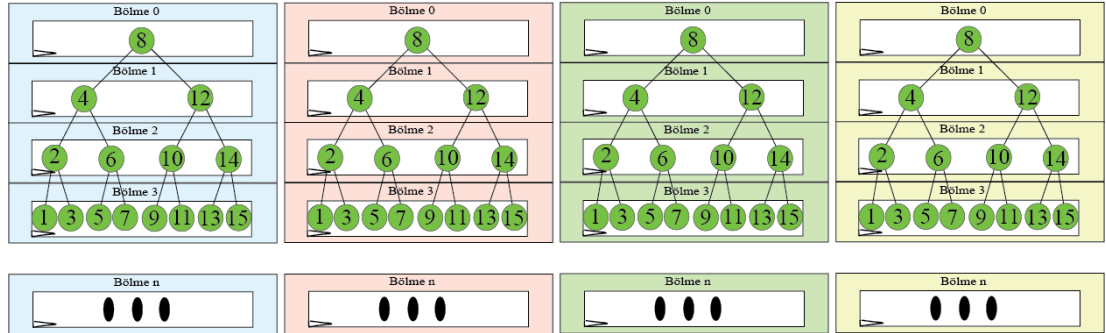 Bölme 0 Bölme 0 Bölme 0 Bölme 0
8 8 8 8
Bölme 1 Bölme 1 Bölme 1 Bölme 1
4 12 4 12 4 12 4 12
Bölme 2 Bölme 2 Bölme 2 Bölme 2
2 6 10 14 2 6 10 14 2 6 10 14 2 6 10 14
Bölme 3 Bölme 3 Bölme 3 Bölme 3
1 3 5 7 9 11 13 15 1 3 5 7 9 11 13 15 1 3 5 7 9 11 13 15 1 3 5 7 9 11 13 15
Bölme n Bölme n Bölme n Bölme n